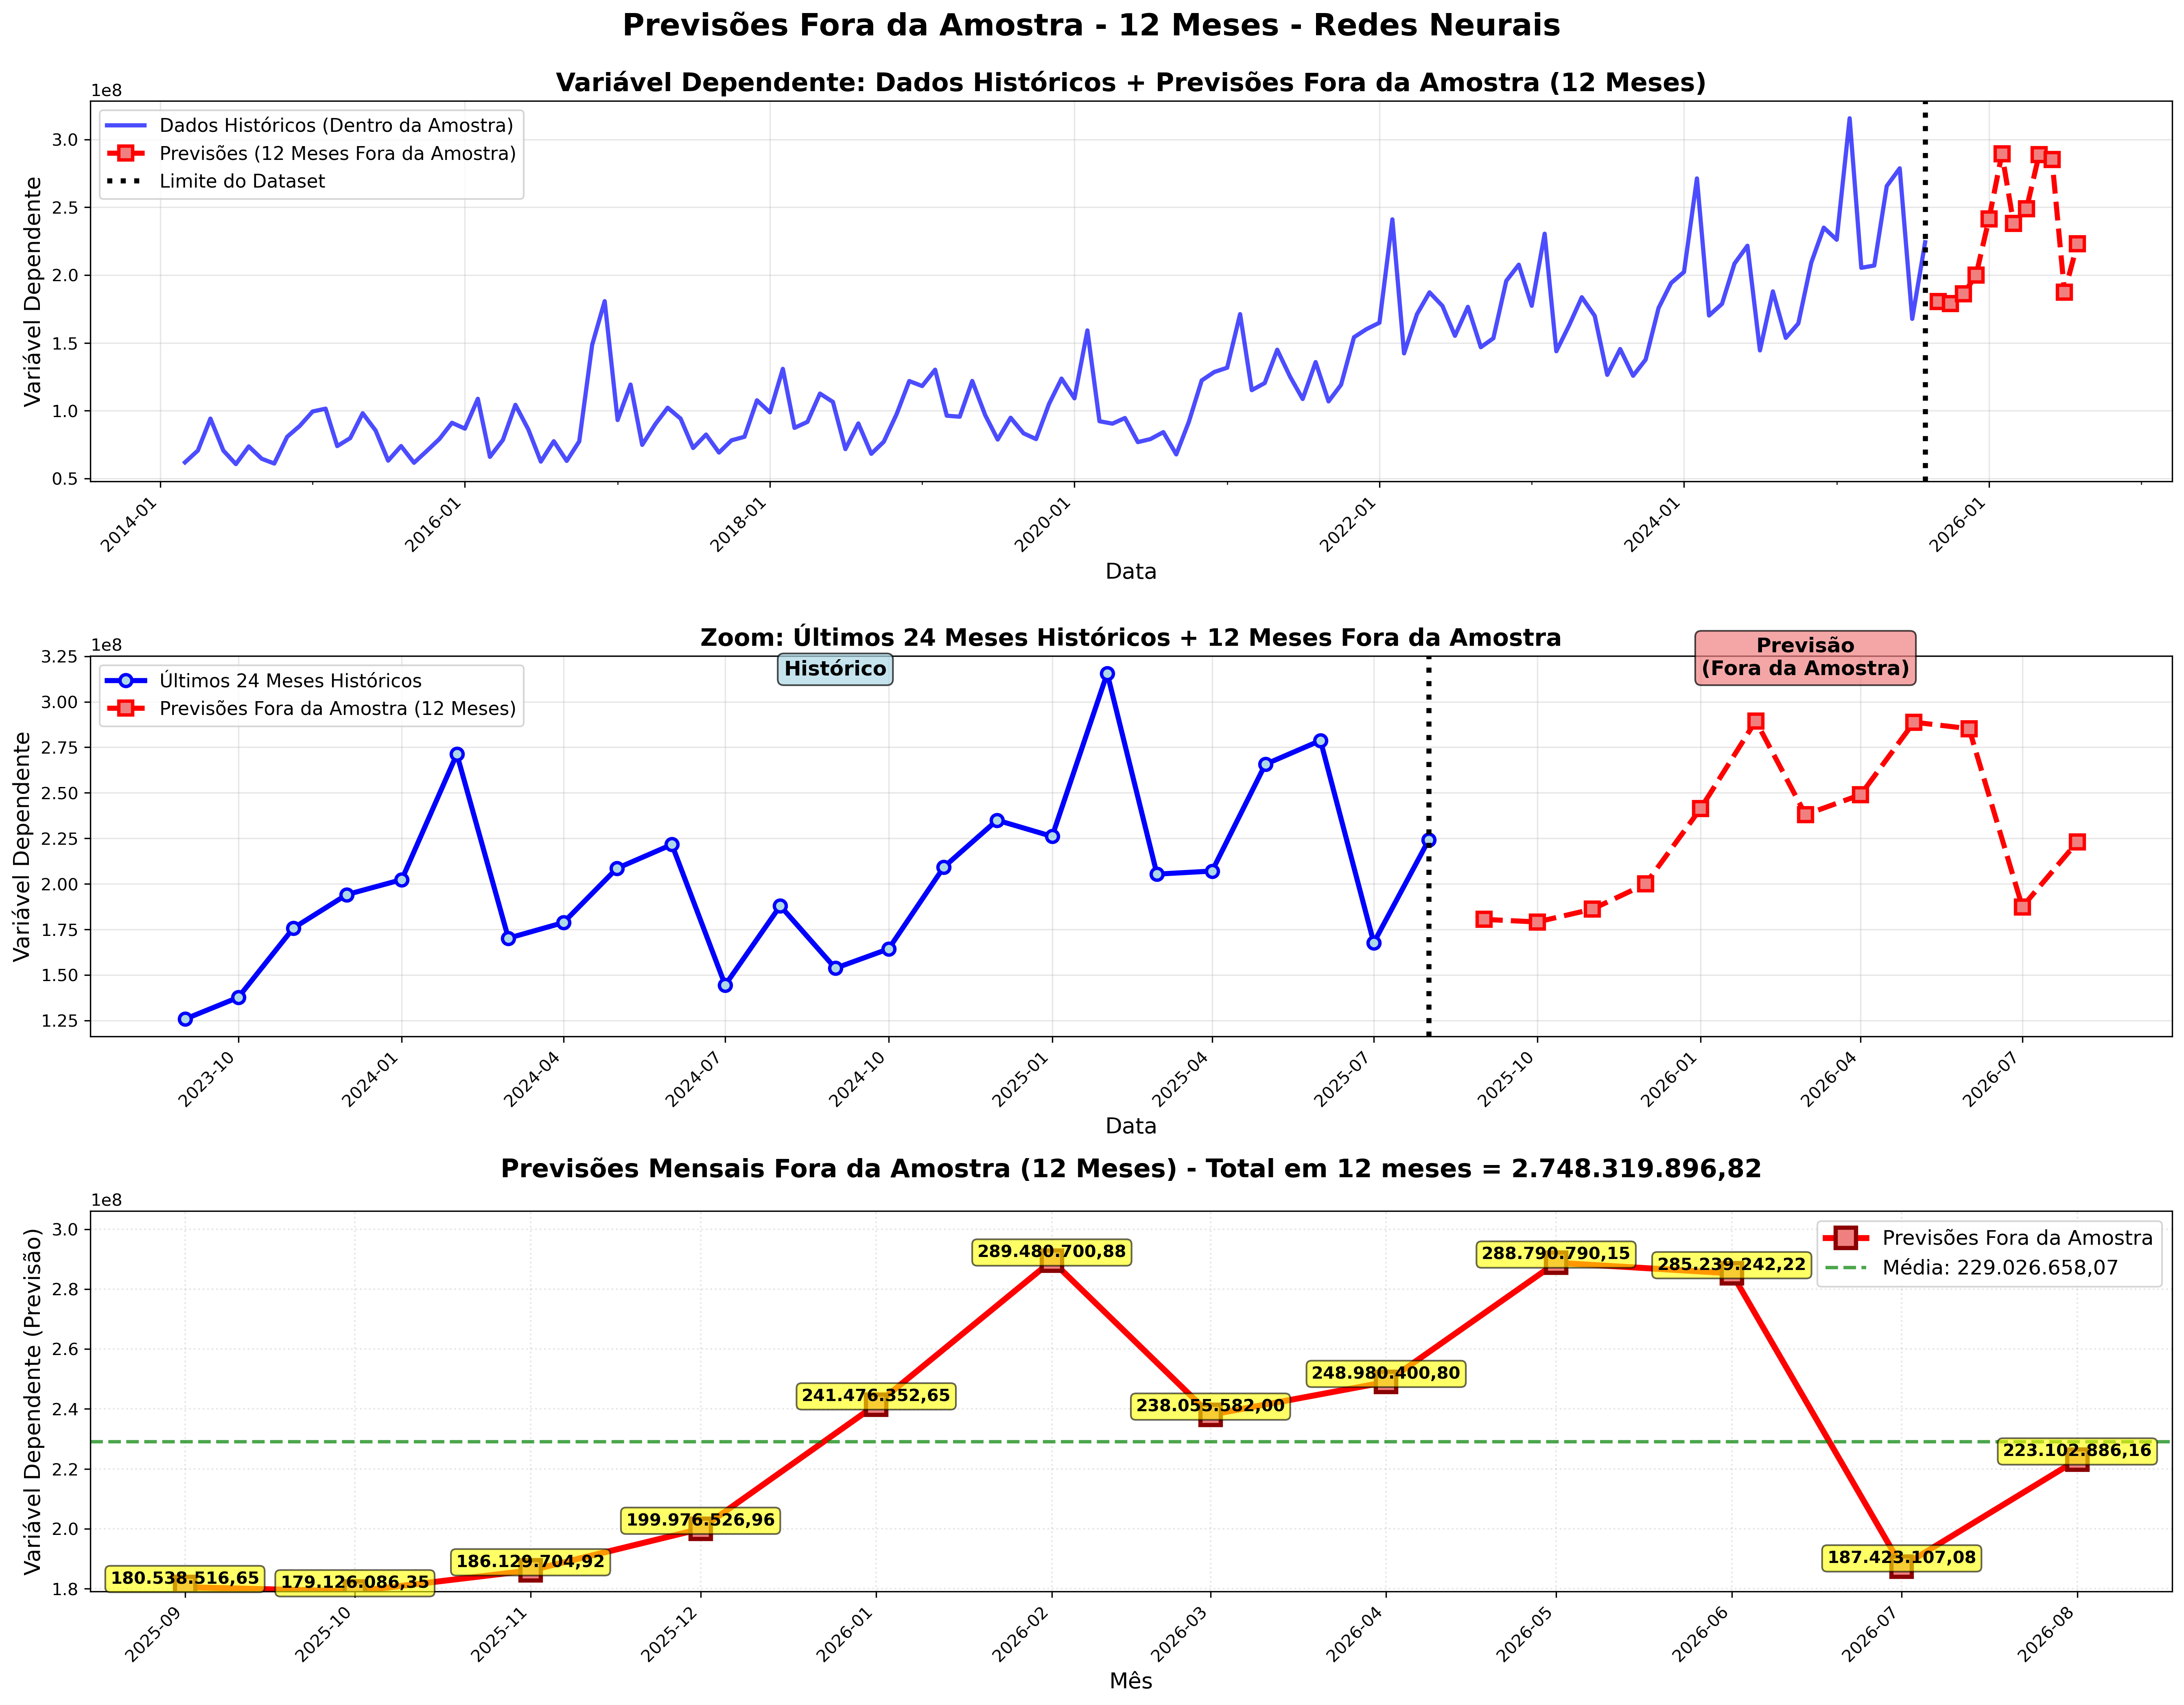 Previsões Fora da Amostra - 12 Meses - Redes Neurais
Variável Dependente: Dados Históricos + Previsões Fora da Amostra (12 Meses)
1e8
Dados Históricos (Dentro da Amostra)
Previsões (12 Meses Fora da Amostra)
Limite do Dataset
Variável Dependente
3.0
2.5
2.0
1.5
1.0
0.5
2014-01
2016-01
2018-01
2020-01
2022-01
2024-01
2026-01
Data
Zoom: Últimos 24 Meses Históricos + 12 Meses Fora da Amostra
1e8
Últimos 24 Meses Históricos
Previsões Fora da Amostra (12 Meses)
Histórico
Previsão
(Fora da Amostra)
Variável Dependente
3.25
3.00
2.75
2.50
2.25
2.00
1.75
1.50
1.25
2023-10
2024-01
2024-04
2024-07
2024-10
2025-01
2025-04
2025-07
2025-10
2026-01
2026-04
2026-07
Data
Previsões Mensais Fora da Amostra (12 Meses) - Total em 12 meses = 2.748.319.896,82
1e8
Previsões Fora da Amostra
Média: 229.026.658,07
Variável Dependente (Previsão)
3.0
2.8
2.6
2.4
2.2
2.0
1.8
180.538.516,65
179.126.086,35
186.129.704,92
199.976.526,96
241.476.352,65
289.480.700,88
238.055.582,00
248.980.400,80
288.790.790,15
285.239.242,22
187.423.107,08
223.102.886,16
2025-09
2025-10
2025-11
2025-12
2026-01
2026-02
2026-03
2026-04
2026-05
2026-06
2026-07
2026-08
Mês